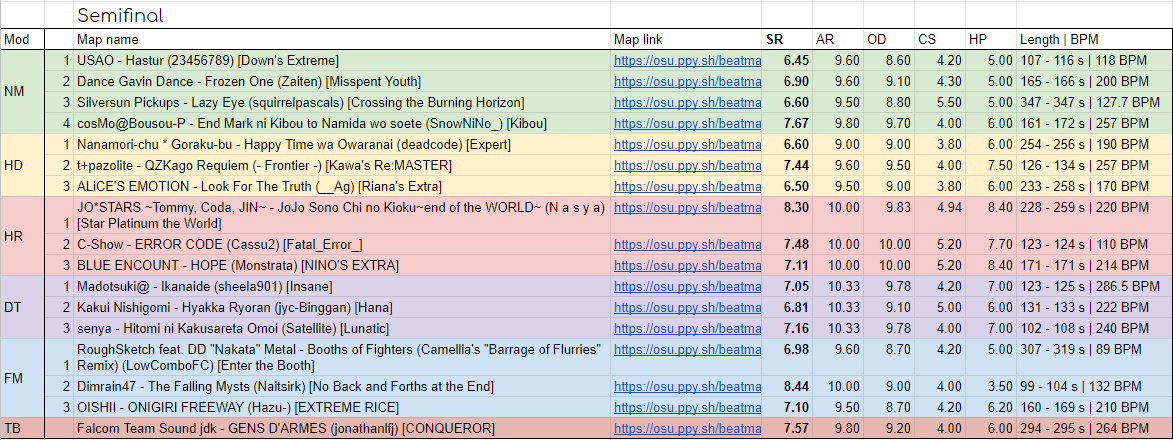 Semifinal
Mod Map name Map link SR AR OD CS HP Length | BPM
NM
1 USAO - Hastur (23456789) [Down's Extreme] https://osu.ppy.sh/beatma 6.45 9.60 8.60 4.20 5.00 107 - 116 s | 118 BPM
2 Dance Gavin Dance - Frozen One (Zaiten) [Misspent Youth] https://osu.ppy.sh/beatma 6.90 9.60 9.10 4.30 5.00 165 - 166 s | 200 BPM
3 Silversun Pickups - Lazy Eye (squirrelpascals) [Crossing the Burning Horizon] https://osu.ppy.sh/beatma 6.60 9.50 8.80 5.50 5.00 347 - 347 s | 127.7 BPM
4 cosMo@Bousou-P - End Mark ni Kibou to Namida wo soete (SnowNiNo_) [Kibou] https://osu.ppy.sh/beatma 7.67 9.80 9.70 4.00 6.00 161 - 172 s | 257 BPM
HD
1 Nanamori-chu * Goraku-bu - Happy Time wa Owaranai (deadcode) [Expert] https://osu.ppy.sh/beatma 6.60 9.00 9.00 3.80 6.00 254 - 256 s | 190 BPM
2 t+pazolite - QZKago Requiem (- Frontier -) [Kawa's Re:MASTER] https://osu.ppy.sh/beatma 7.44 9.60 9.50 4.00 7.50 126 - 134 s | 257 BPM
3 ALiCE'S EMOTION - Look For The Truth (__Ag) [Riana's Extra] https://osu.ppy.sh/beatma 6.50 9.50 9.00 3.80 6.00 233 - 258 s | 170 BPM
HR
JO*STARS ~Tommy, Coda, JIN~ - JoJo Sono Chi no Kioku~end of the WORLD~ (N a s y a) https://osu.ppy.sh/beatma 8.30 10.00 9.83 4.94 8.40 228 - 259 s | 220 BPM
1 [Star Platinum the World]
2 C-Show - ERROR CODE (Cassu2) [Fatal_Error_] https://osu.ppy.sh/beatma 7.48 10.00 10.00 5.20 7.70 123 - 124 s | 110 BPM
3 BLUE ENCOUNT - HOPE (Monstrata) [NINO'S EXTRA] https://osu.ppy.sh/beatma 7.11 10.00 10.00 5.20 8.40 171 - 171 s | 214 BPM
DT
1 Madotsuki@ - Ikanaide (sheela901) [Insane] https://osu.ppy.sh/beatma 7.05 10.33 9.78 4.20 7.00 123 - 125 s | 286.5 BPM
2 Kakui Nishigomi - Hyakka Ryoran (jyc-Binggan) [Hana] https://osu.ppy.sh/beatma 6.81 10.33 9.10 5.00 6.00 131 - 133 s | 222 BPM
3 senya - Hitomi ni Kakusareta Omoi (Satellite) [Lunatic] https://osu.ppy.sh/beatma 7.16 10.33 9.78 4.00 7.00 102 - 108 s | 240 BPM
FM
RoughSketch feat. DD "Nakata" Metal - Booths of Fighters (Camellia's "Barrage of Flurries" https://osu.ppy.sh/beatma 6.98 9.60 8.70 4.20 5.00 307 - 319 s | 89 BPM
1 Remix) (LowComboFC) [Enter the Booth]
2 Dimrain47 - The Falling Mysts (Naitsirk) [No Back and Forths at the End] https://osu.ppy.sh/beatma 8.44 10.00 9.00 4.00 3.50 99 - 104 s | 132 BPM
3 OISHII - ONIGIRI FREEWAY (Hazu-) [EXTREME RICE] https://osu.ppy.sh/beatma 7.10 9.50 8.70 4.20 6.20 160 - 169 s | 210 BPM
TB Falcom Team Sound jdk - GENS D'ARMES (jonathanlfj) [CONQUEROR] https://osu.ppy.sh/beatma 7.57 9.80 9.20 4.00 6.00 294 - 295 s | 264 BPM